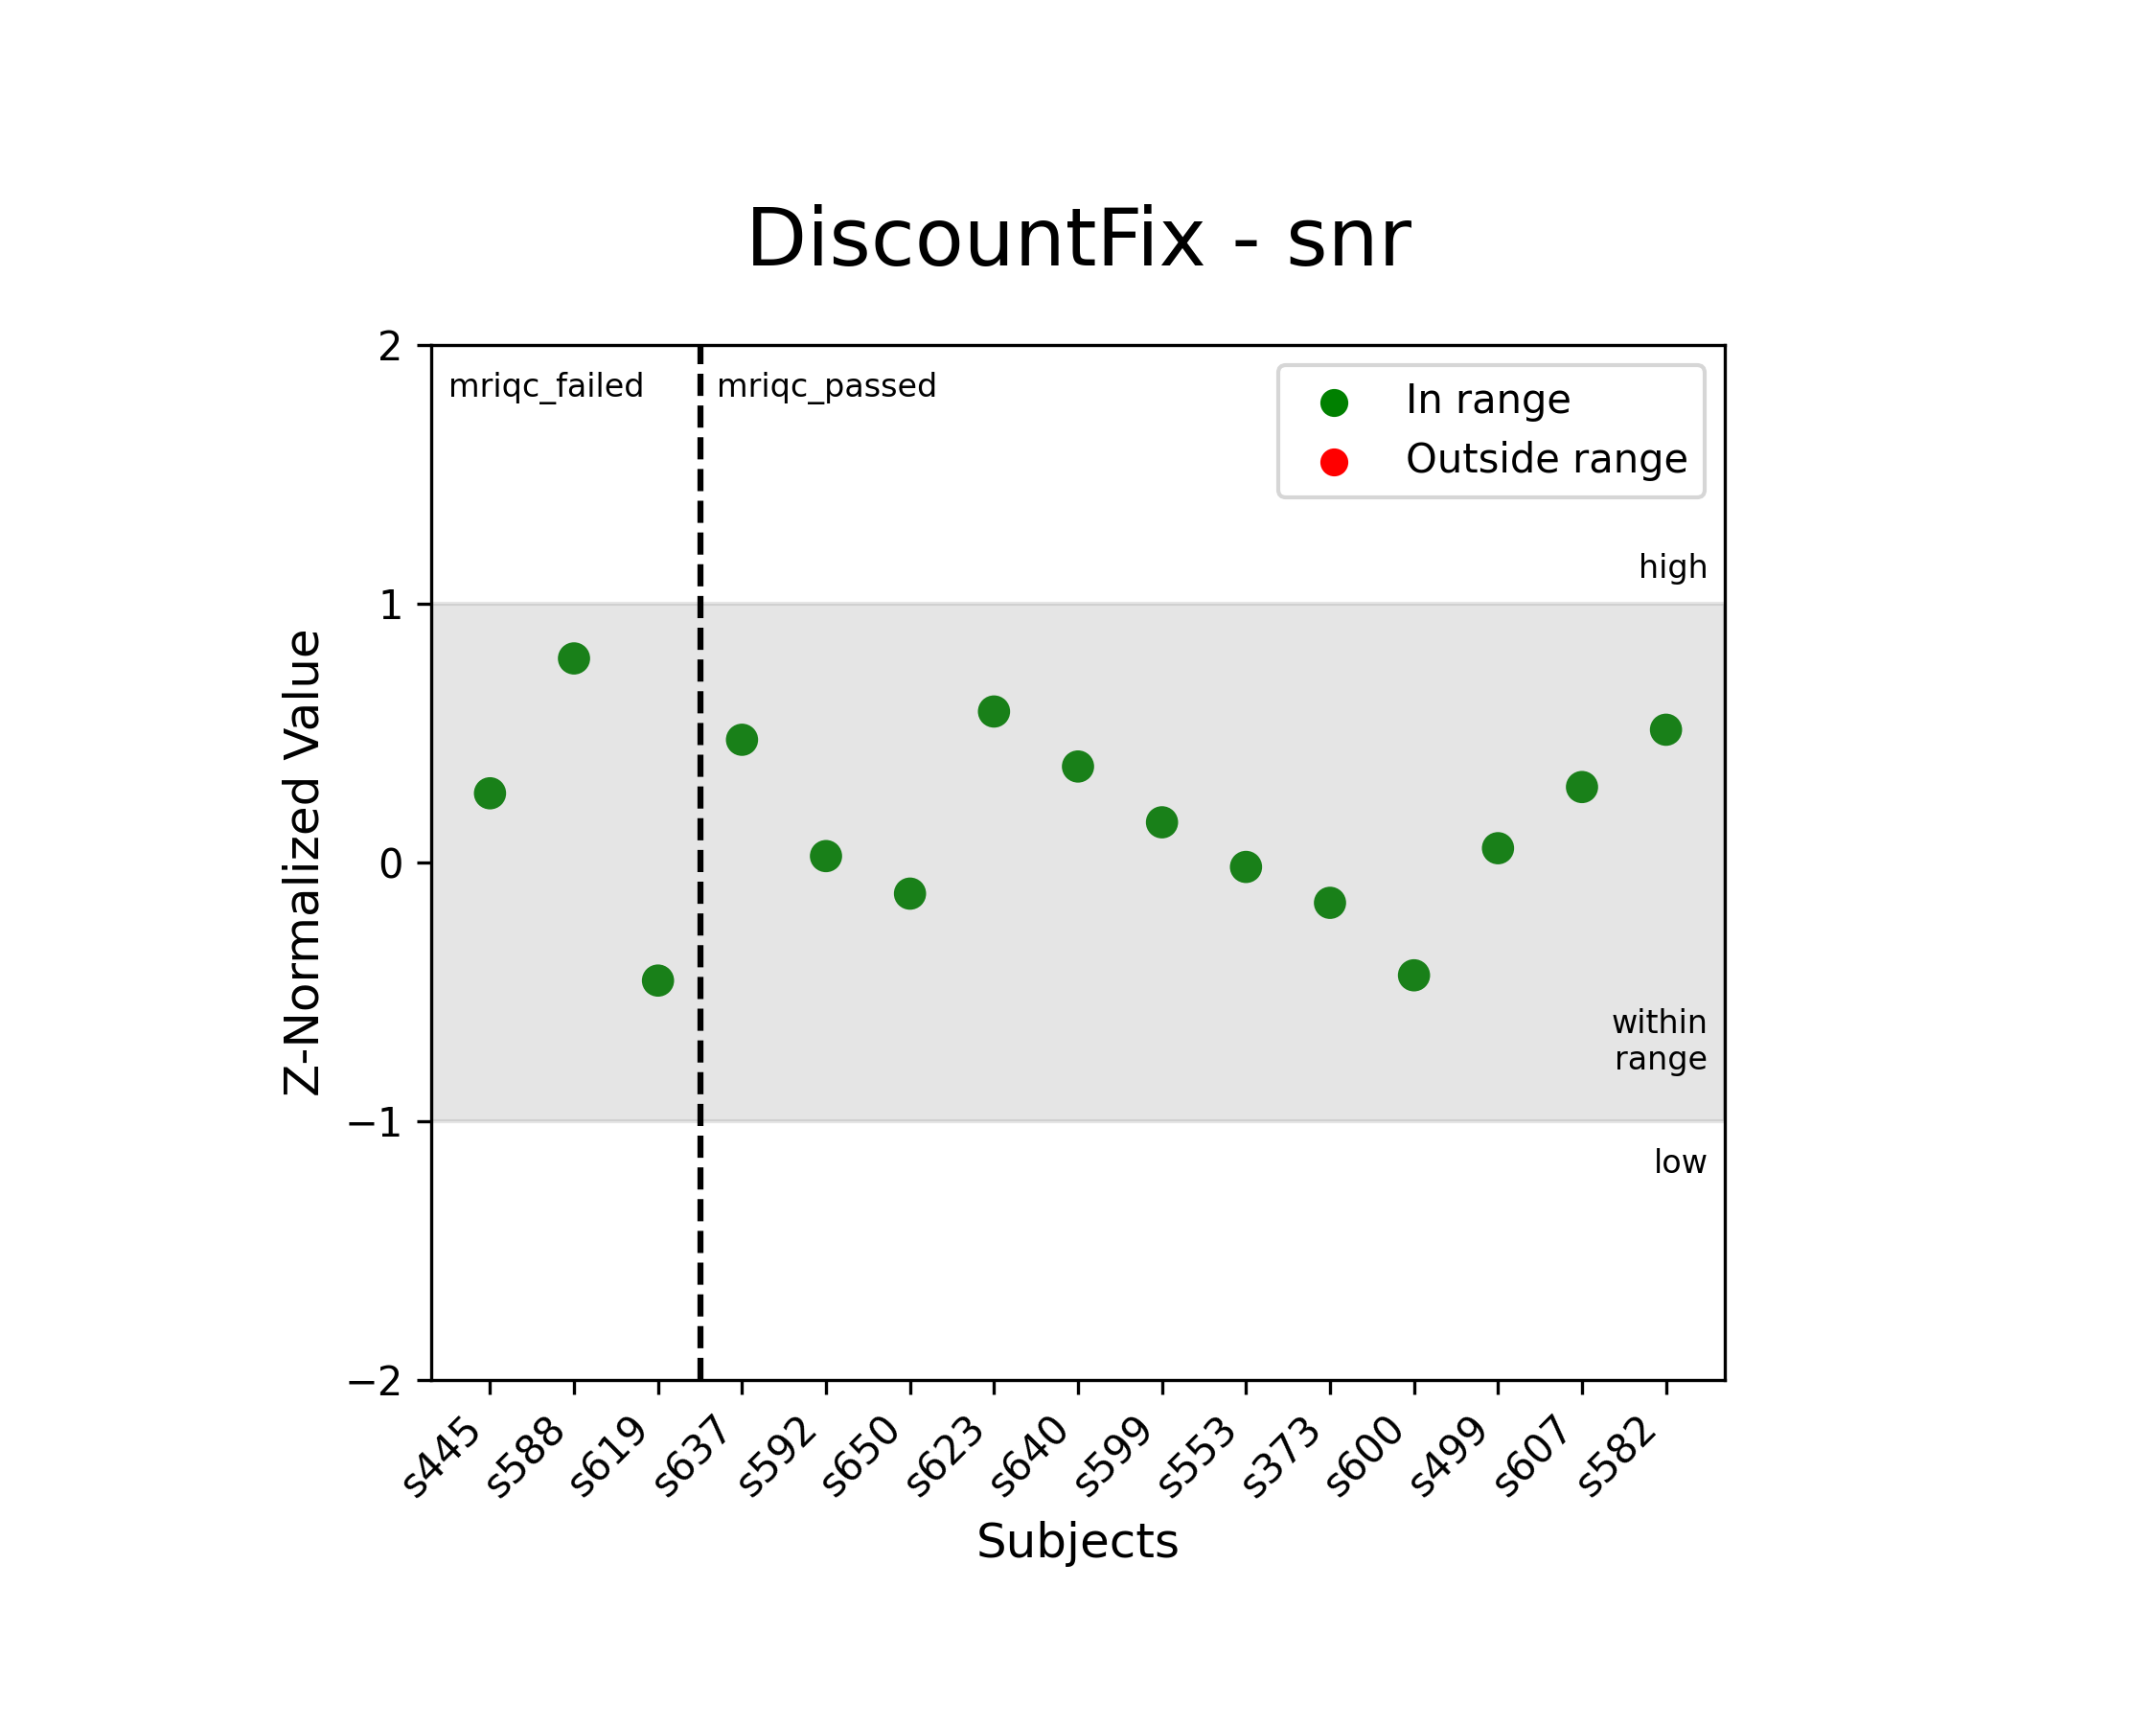 DiscountFix - snr
2
mriqc_failed
mriqc_passed
In range
Outside range
high
1
Z-Normalized Value
0
within
range
−1
low
−2
s445
s588
s619
s637
s592
s650
s623
s640
s599
s553
s373
s600
s499
s607
s582
Subjects